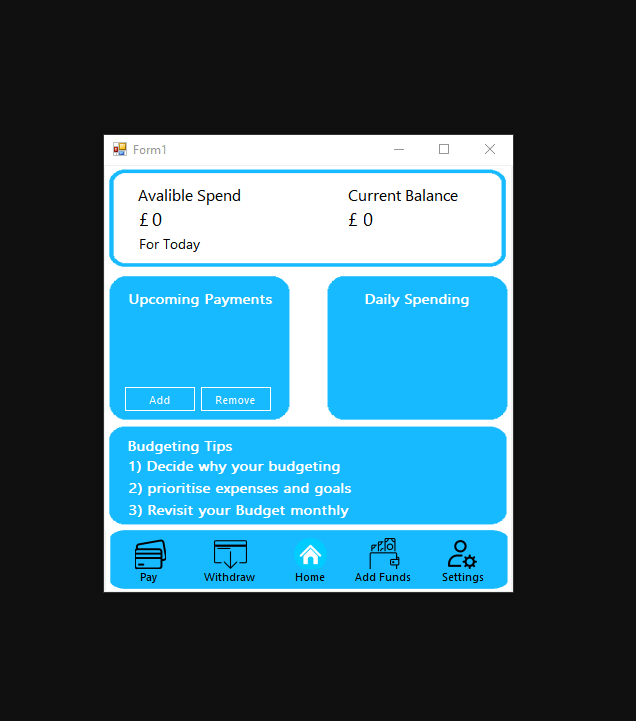 Form1
Avalible Spend
£ 0
For Today
Current Balance
£ 0
Upcoming Payments
Add
Remove
Daily Spending
Budgeting Tips
1) Decide why your budgeting
2) prioritise expenses and goals
3) Revisit your Budget monthly
Pay
Withdraw
Home
Add Funds
Settings